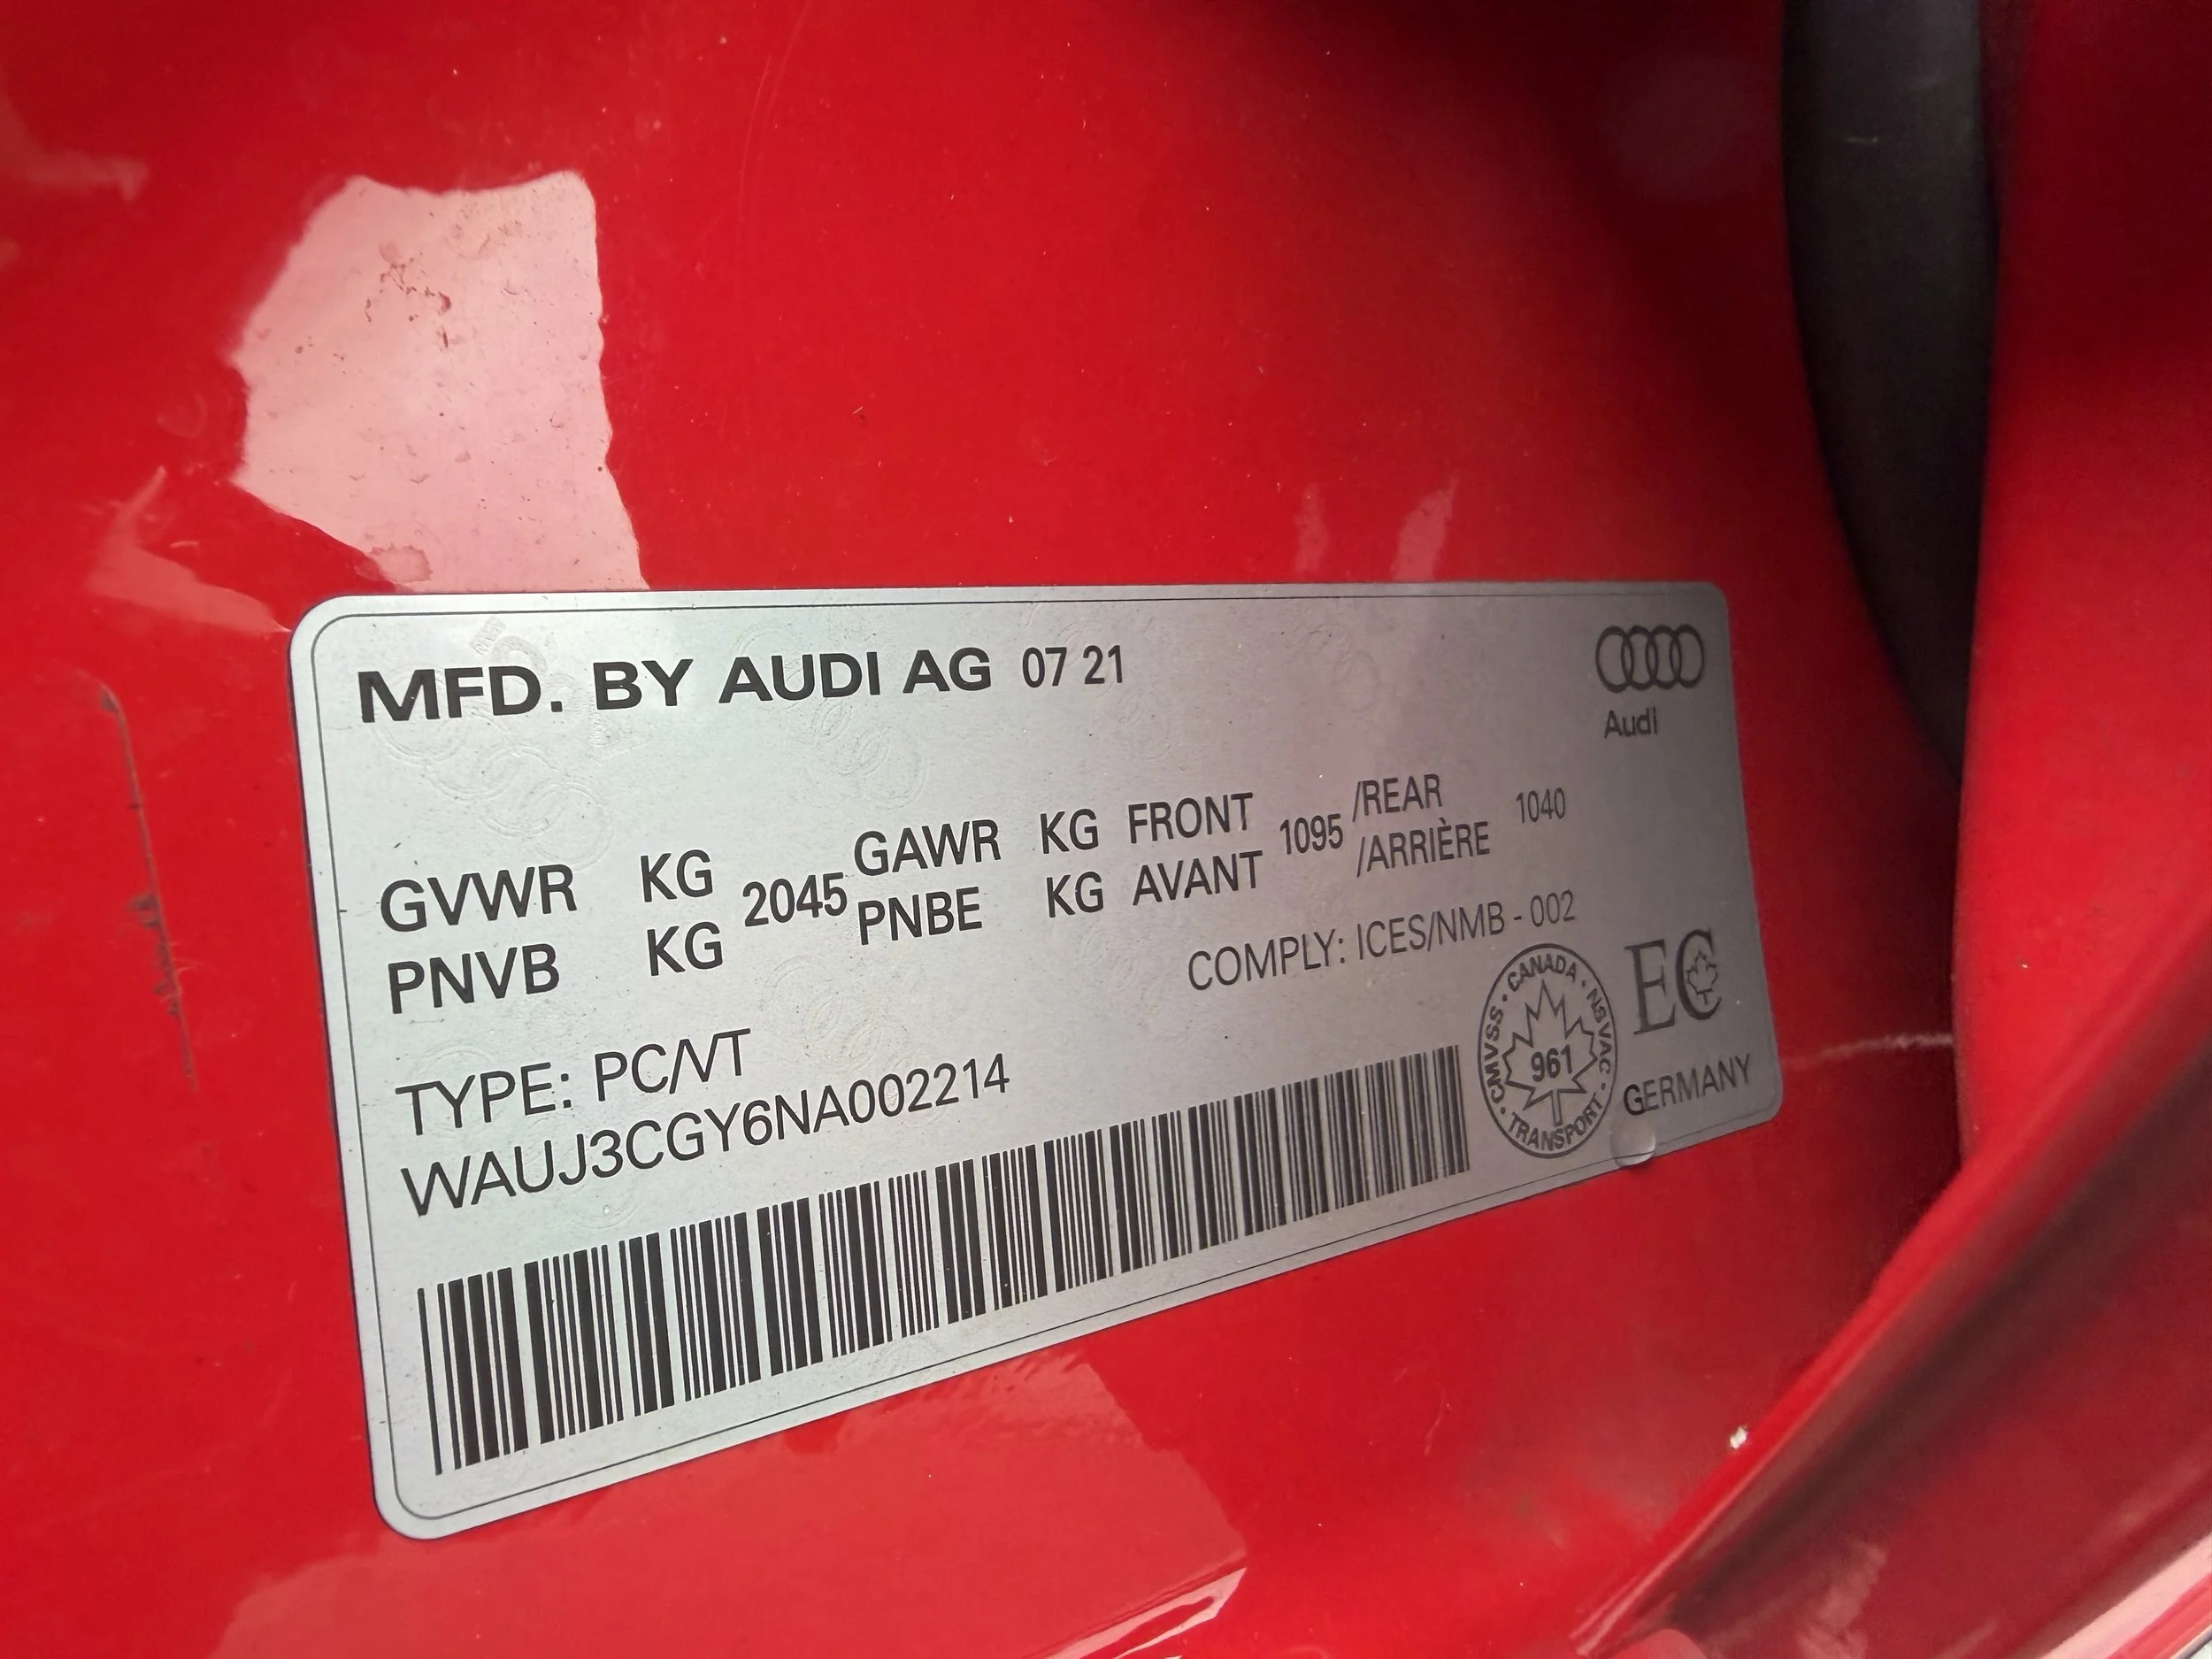 MFD. BY AUDI AG 07 21
Audi
GVWR KG 2045 GAWR KG FRONT 1095 /REAR 1040
PNVB KG PNBE KG AVANT /ARRIÈRE
COMPLY: ICES/NMB - 002
TYPE: PC/VT
WAUJ3CGY6NA002214
CMVSS · CANADA · NSVAC · TRANSPORT ·
961
EC
GERMANY